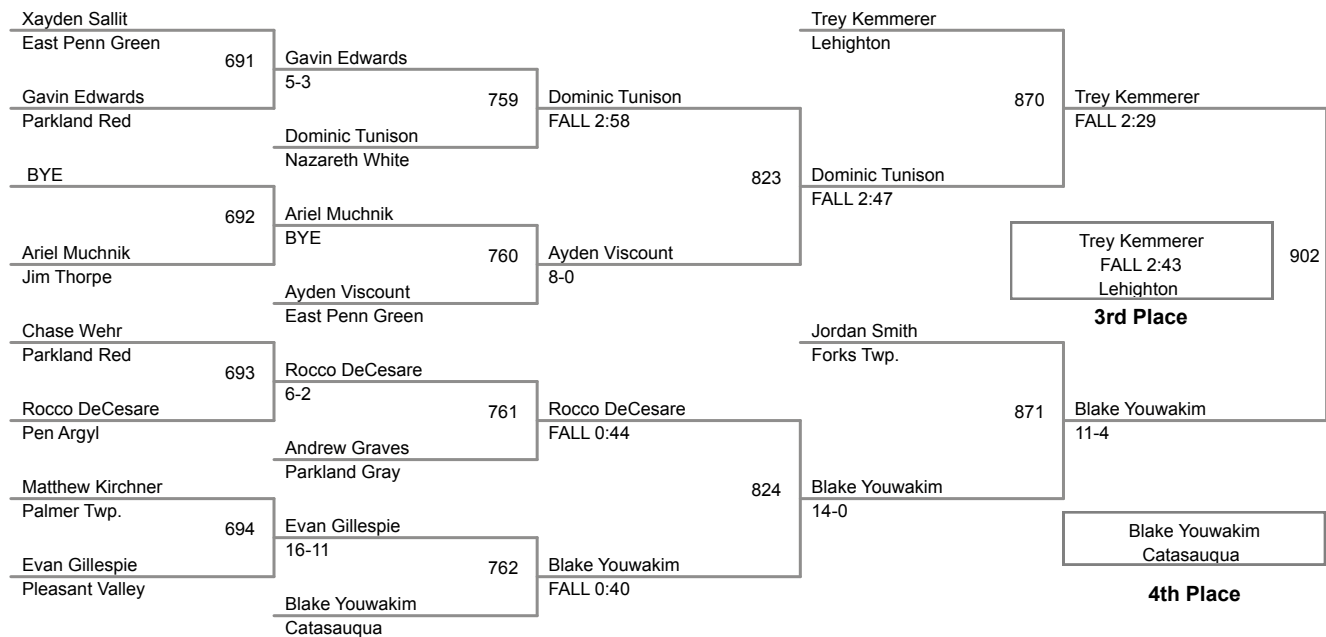 Xayden Sallit
East Penn Green
691
Gavin Edwards
Parkland Red
BYE
692
Ariel Muchnik
Jim Thorpe
Chase Wehr
Parkland Red
693
Rocco DeCesare
Pen Argyl
Matthew Kirchner
Palmer Twp.
694
Evan Gillespie
Pleasant Valley
Gavin Edwards
5-3
759
Dominic Tunison
Nazareth White
Ariel Muchnik
BYE
760
Ayden Viscount
East Penn Green
Rocco DeCesare
6-2
761
Andrew Graves
Parkland Gray
Evan Gillespie
16-11
762
Blake Youwakim
Catasauqua
Dominic Tunison
FALL 2:58
823
Ayden Viscount
8-0
Rocco DeCesare
FALL 0:44
824
Blake Youwakim
FALL 0:40
Trey Kemmerer
Lehighton
870
Dominic Tunison
FALL 2:47
Jordan Smith
Forks Twp.
871
Blake Youwakim
14-0
Trey Kemmerer
FALL 2:29
902
Blake Youwakim
11-4
Trey Kemmerer
FALL 2:43
Lehighton
3rd Place
Blake Youwakim
Catasauqua
4th Place